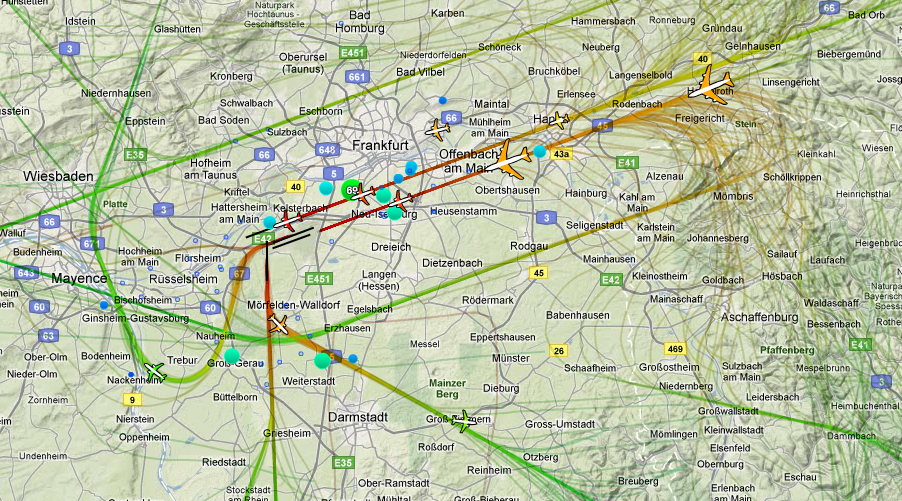 Idstein
Glashütten
Naturpark
Hochtaunus -
Geschäftsstelle
Bad
Homburg
Karben
Hammersbach
Ronneburg
66
Bad Orb
Gründau
Gelnhausen
Biebergemünd
3
Oberursel
(Taunus)
E451
Niederdorfelden
Schöneck
Neuberg
40
Kronberg
661
Bad Vilbel
Bruchköbel
Langenselbold
Linsengericht
Niedernhausen
Schwalbach
Eschborn
Maintal
Erlensee
Rodenbach
Eppstein
Bad Soden
Sulzbach
66
Mühlheim
am Main
Freigericht
Stein
E35
66
648
Frankfurt
Offenbach
am Main
43a
E41
Kleinkahl
Wiesen
Wiesbaden
Hofheim
am Taunus
5
Alzenau
Schöllkrippen
Kriftel
40
69
Obertshausen
Hainburg
Kahl am
Main
Mömbris
Heinrichsthal
Platte
3
Hattersheim
am Main
Kelsterbach
Neu-Isenburg
Heusenstamm
3
Seligenstadt
66
Walluf
E42
Karlstein
am Main
Johannesberg
671
Hochheim
am Main
Flörsheim
Dreieich
Rodgau
Sailauf
Laufach
Budenheim
643
Mayence
Rüsselsheim
67
E451
Langen
(Hessen)
Dietzenbach
45
Mainhausen
E42
Kleinostheim
Goldbach
Hösbach
60
Bischofsheim
60
Mörfelden-Walldorf
Egelsbach
Rödermark
Mainaschaff
Waldaschaff
Ginsheim-Gustavsburg
Babenhausen
Aschaffenburg
Bessenbach
63
Nauheim
Erzhausen
Messel
Eppertshausen
E41
Ober-Olm
Bodenheim
Trebur
Groß-Gerau
Münster
26
469
Pfaffenberg
Nieder-Olm
Nackenheim
Weiterstadt
Schaafheim
Großostheim
Sulzbach
am Main
Mespelbrunn
Mainzer
Berg
Dieburg
Niedernberg
3
Zornheim
9
Büttelborn
Leidersbach
Nierstein
Darmstadt
Großwallstadt
Heimbuchenthal
Oppenheim
Griesheim
Gross-Umstadt
Mömlingen
Kleinwallstadt
Dammbach
Undenheim
Roßdorf
Elsenfeld
Riedstadt
E35
Otzberg
Obernburg
Reinheim
Eschau
Stockstadt
am Rhein
Ober-Ramstadt
Breuberg
Erlenbach
am Main
Mühltal
Groß-Bieberau